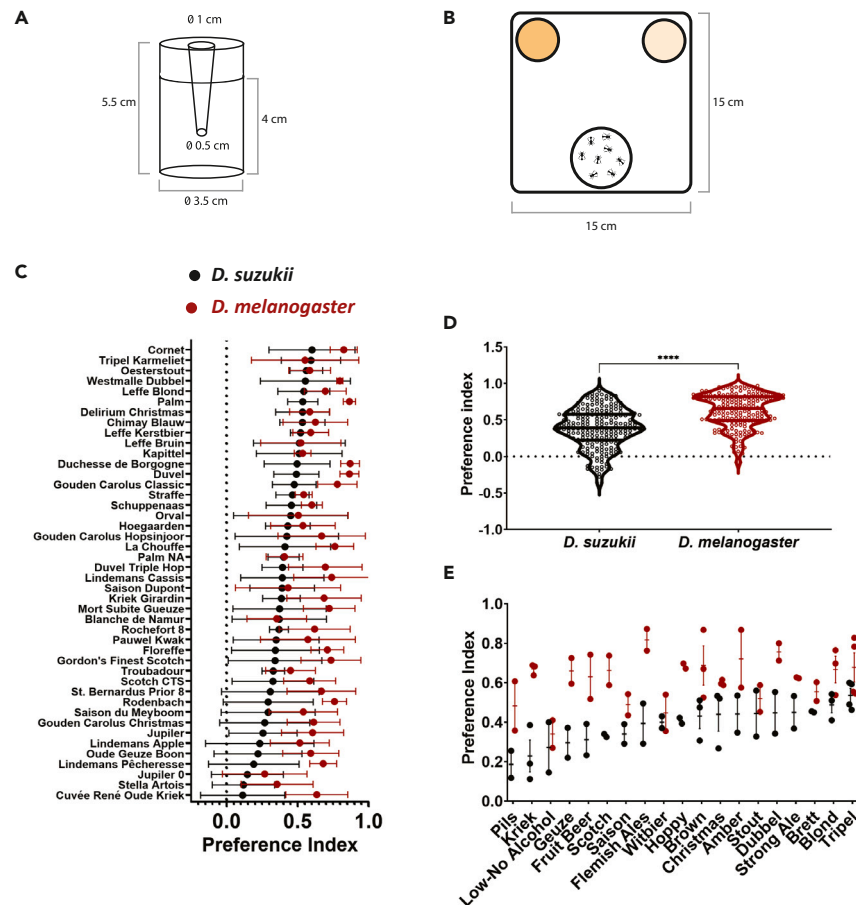 A
Ø 1 cm
5.5 cm
4 cm
Ø 0.5 cm
Ø 3.5 cm
B
15 cm
15 cm
C
D. suzukii
D. melanogaster
Cornet
Tripel Karmeliet
Oesterstout
Westmalle Dubbel
Leffe Blond
Palm
Delirium Christmas
Chimay Blauw
Leffe Kerstbier
Leffe Bruin
Kapittel
Duchesse de Borgogne
Duvel
Gouden Carolus Classic
Straffe
Schuppenaas
Orval
Hoegaarden
Gouden Carolus Hopsinjoor
La Chouffe
Palm NA
Duvel Triple Hop
Lindemans Cassis
Saison Dupont
Kriek Girardin
Mort Subite Gueuze
Blanche de Namur
Rochefort 8
Pauwel Kwak
Floreffe
Gordon's Finest Scotch
Troubadour
Scotch CTS
St. Bernardus Prior 8
Rodenbach
Saison du Meyboom
Gouden Carolus Christmas
Jupiler
Lindemans Apple
Oude Geuze Boon
Lindemans Pêcheresse
Jupiler 0
Stella Artois
Cuvée René Oude Kriek
0.0 0.5 1.0
Preference Index
D
Preference index
1.5
1.0
0.5
0.0
-0.5
-1.0
****
D. suzukii
D. melanogaster
E
Preference Index
1.0
0.8
0.6
0.4
0.2
0.0
Pils
Kriek
Low-No Alcohol
Geuze
Fruit Beer
Scotch
Saison
Flemish Ales
Witbier
Hoppy
Brown
Christmas
Amber
Stout
Dubbel
Strong Ale
Brett
Blond
Tripel